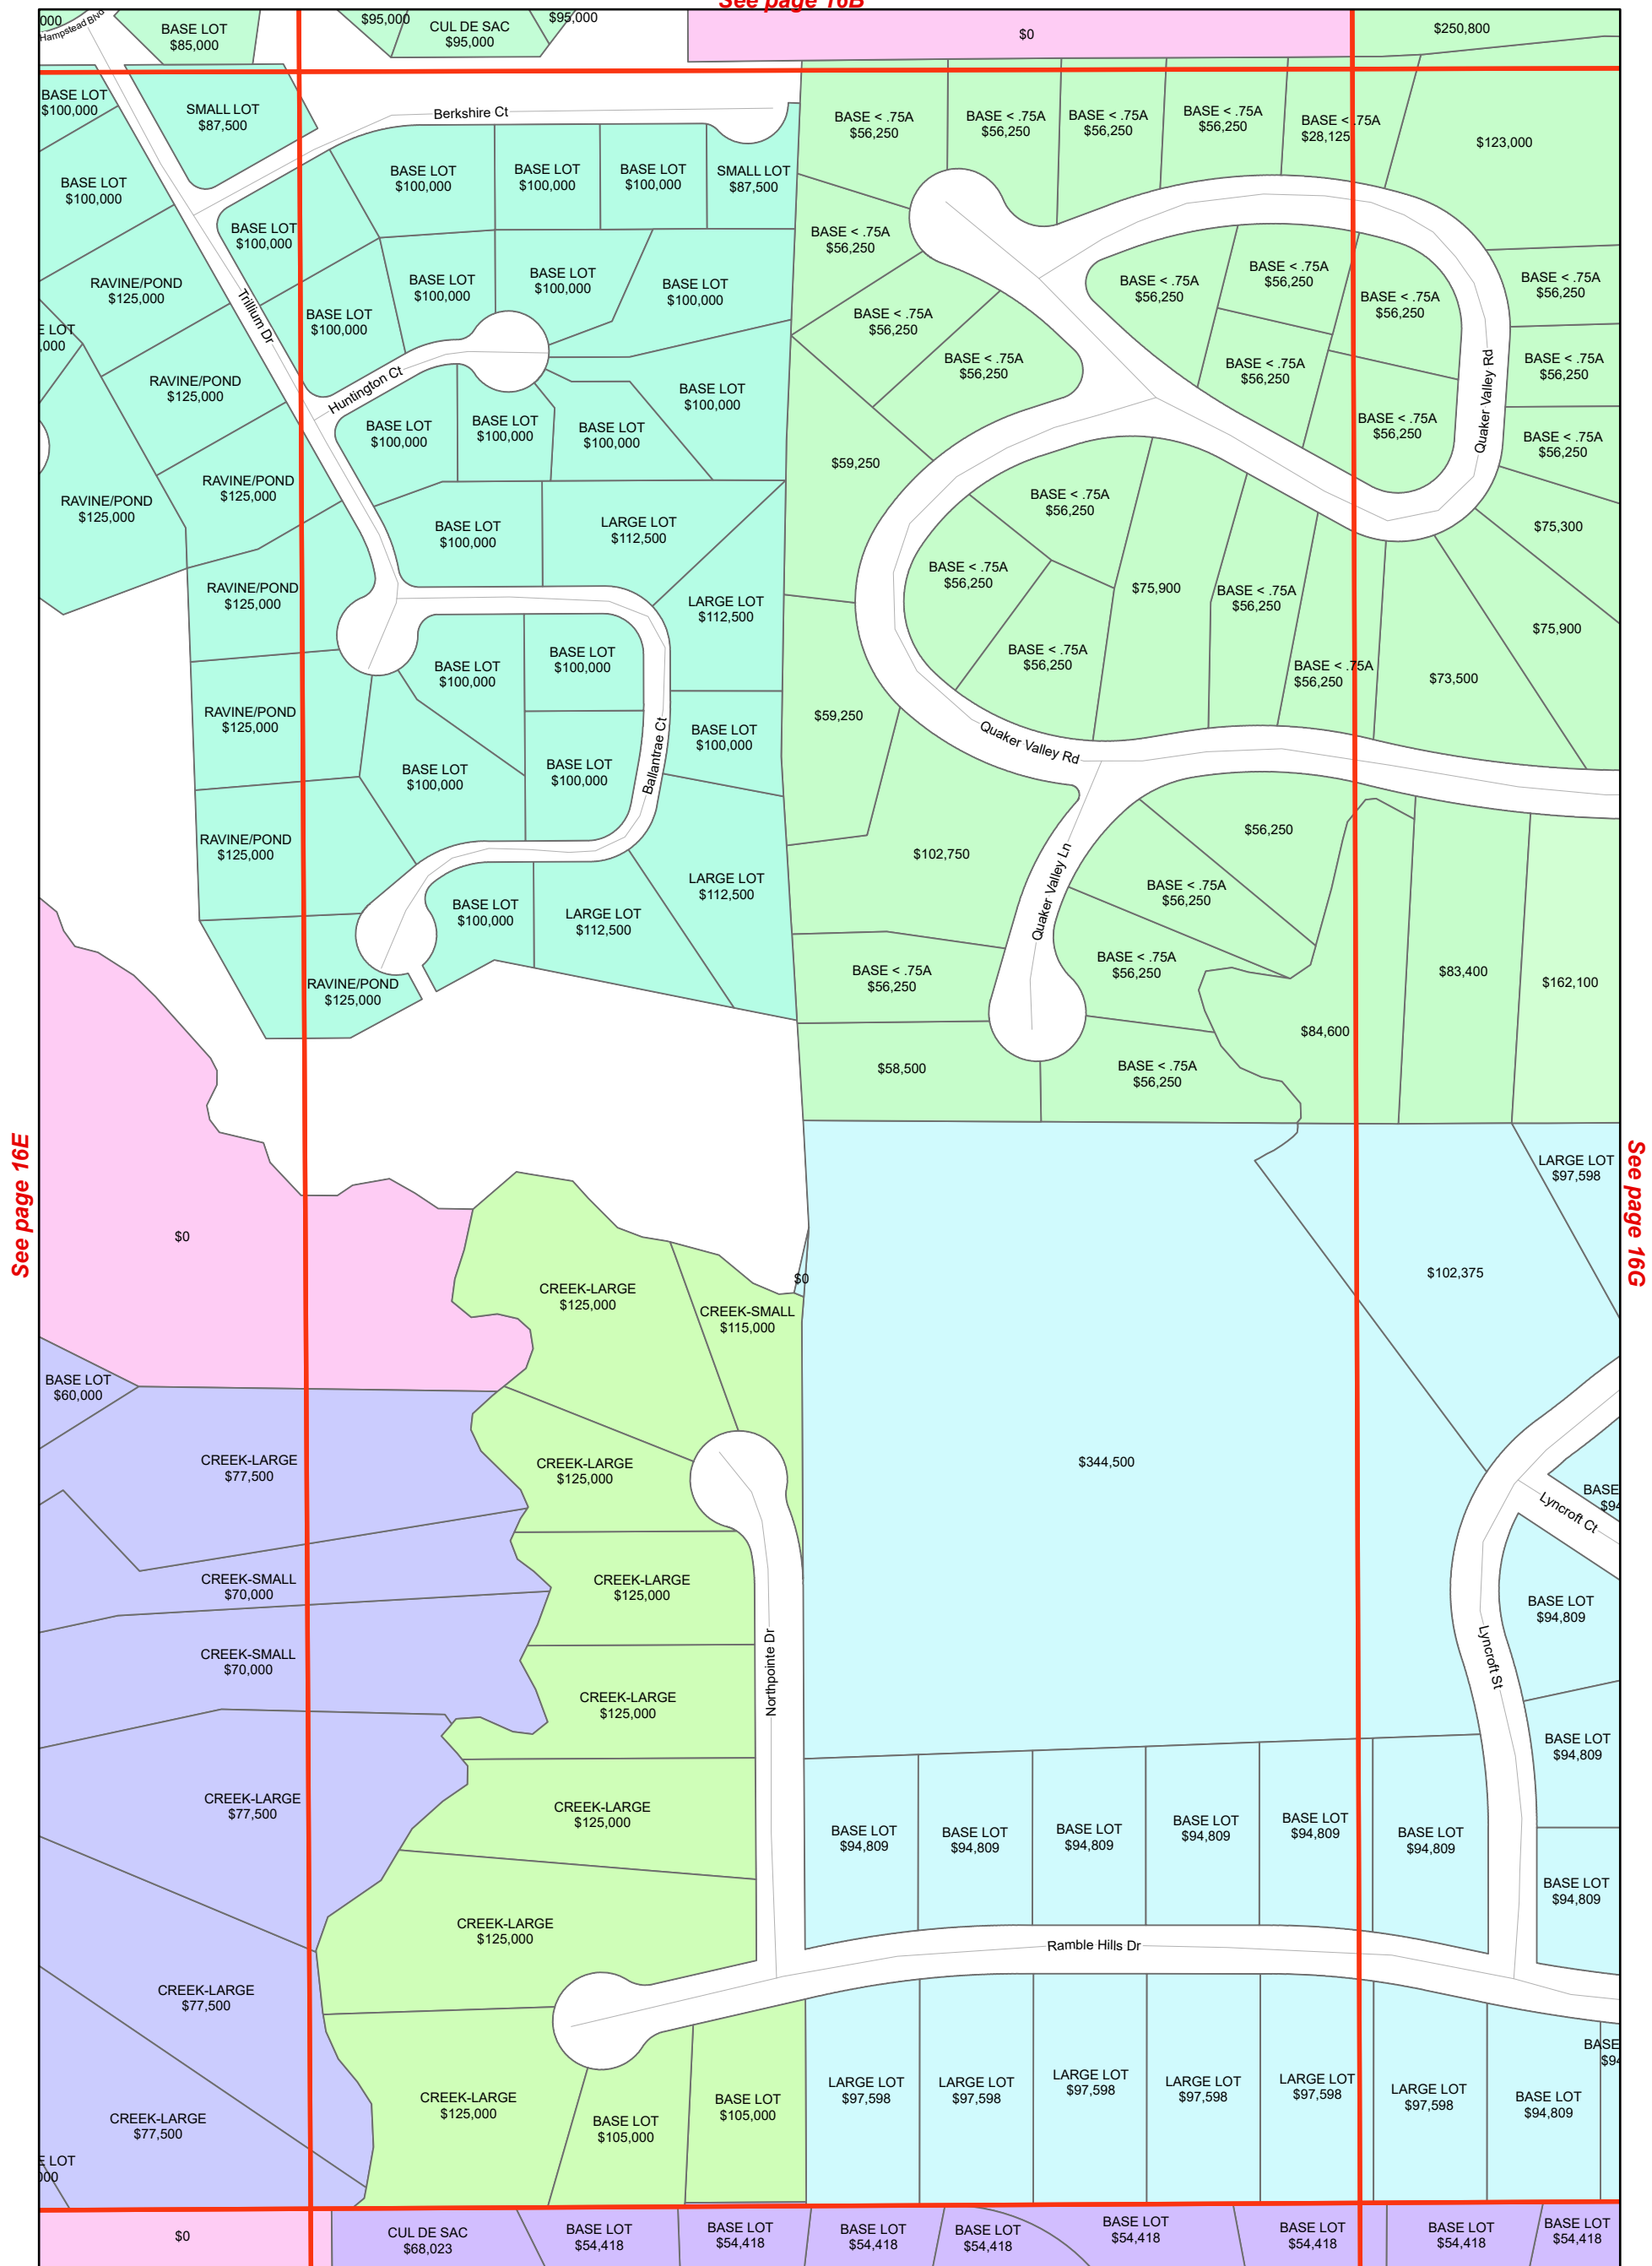 See page 16B
000
Hampstead Blvd
BASE LOT
$85,000
$95,000
CUL DE SAC
$95,000
$95,000
$0
$250,800
BASE LOT
$100,000
SMALL LOT
$87,500
Berkshire Ct
BASE < .75A
$56,250
BASE < .75A
$56,250
BASE < .75A
$56,250
BASE < .75A
$56,250
BASE < .75A
$28,125
$123,000
BASE LOT
$100,000
BASE LOT
$100,000
BASE LOT
$100,000
BASE LOT
$100,000
SMALL LOT
$87,500
BASE LOT
$100,000
BASE < .75A
$56,250
RAVINE/POND
$125,000
Trillium Dr
BASE LOT
$100,000
BASE LOT
$100,000
BASE LOT
$100,000
BASE LOT
$100,000
BASE < .75A
$56,250
BASE < .75A
$56,250
BASE < .75A
$56,250
BASE < .75A
$56,250
BASE < .75A
$56,250
E LOT
,000
BASE < .75A
$56,250
BASE < .75A
$56,250
BASE < .75A
$56,250
BASE < .75A
$56,250
RAVINE/POND
$125,000
Huntington Ct
BASE LOT
$100,000
BASE LOT
$100,000
BASE LOT
$100,000
BASE LOT
$100,000
BASE < .75A
$56,250
Quaker Valley Rd
BASE < .75A
$56,250
$59,250
RAVINE/POND
$125,000
RAVINE/POND
$125,000
BASE LOT
$100,000
LARGE LOT
$112,500
BASE < .75A
$56,250
$75,300
RAVINE/POND
$125,000
LARGE LOT
$112,500
BASE < .75A
$56,250
$75,900
BASE < .75A
$56,250
$75,900
BASE LOT
$100,000
BASE LOT
$100,000
BASE < .75A
$56,250
BASE < .75A
$56,250
$73,500
RAVINE/POND
$125,000
BASE LOT
$100,000
$59,250
Quaker Valley Rd
BASE LOT
$100,000
BASE LOT
$100,000
Ballantrae Ct
RAVINE/POND
$125,000
$102,750
$56,250
Quaker Valley Ln
BASE < .75A
$56,250
LARGE LOT
$112,500
BASE LOT
$100,000
LARGE LOT
$112,500
BASE < .75A
$56,250
BASE < .75A
$56,250
$83,400
$162,100
RAVINE/POND
$125,000
$84,600
$58,500
BASE < .75A
$56,250
See page 16E
See page 16G
LARGE LOT
$97,598
$0
CREEK-LARGE
$125,000
$0
$102,375
CREEK-SMALL
$115,000
BASE LOT
$60,000
CREEK-LARGE
$77,500
CREEK-LARGE
$125,000
$344,500
BASE
$94
Lyncroft Ct
CREEK-SMALL
$70,000
CREEK-LARGE
$125,000
BASE LOT
$94,809
CREEK-SMALL
$70,000
CREEK-LARGE
$125,000
Northpointe Dr
Lyncroft St
BASE LOT
$94,809
CREEK-LARGE
$77,500
CREEK-LARGE
$125,000
BASE LOT
$94,809
BASE LOT
$94,809
BASE LOT
$94,809
BASE LOT
$94,809
BASE LOT
$94,809
BASE LOT
$94,809
BASE LOT
$94,809
CREEK-LARGE
$125,000
Ramble Hills Dr
CREEK-LARGE
$77,500
CREEK-LARGE
$125,000
BASE LOT
$105,000
BASE LOT
$105,000
LARGE LOT
$97,598
LARGE LOT
$97,598
LARGE LOT
$97,598
LARGE LOT
$97,598
LARGE LOT
$97,598
LARGE LOT
$97,598
BASE LOT
$94,809
BASE
$94
CREEK-LARGE
$77,500
E LOT
000
$0
CUL DE SAC
$68,023
BASE LOT
$54,418
BASE LOT
$54,418
BASE LOT
$54,418
BASE LOT
$54,418
BASE LOT
$54,418
BASE LOT
$54,418
BASE LOT
$54,418
BASE LOT
$54,418